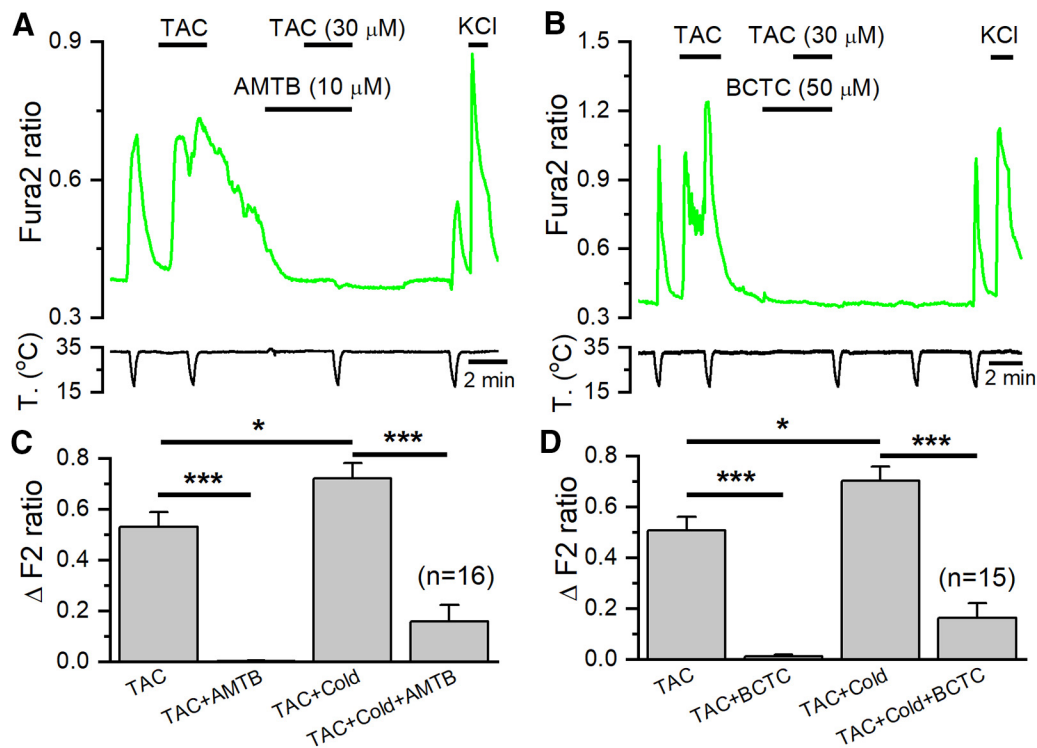 A
TAC
TAC (30 μM)
KCl
AMTB (10 μM)
0.9
0.6
0.3
Fura2 ratio
35
15
T. (°C)
2 min
B
TAC
TAC (30 μM)
KCl
BCTC (50 μM)
1.5
1.2
0.9
0.6
0.3
Fura2 ratio
35
15
T. (°C)
2 min
C
*
***
***
0.8
0.6
0.4
0.2
0.0
Δ F2 ratio
(n=16)
TAC
TAC+AMTB
TAC+Cold
TAC+Cold+AMTB
D
*
***
***
0.8
0.6
0.4
0.2
0.0
Δ F2 ratio
(n=15)
TAC
TAC+BCTC
TAC+Cold
TAC+Cold+BCTC